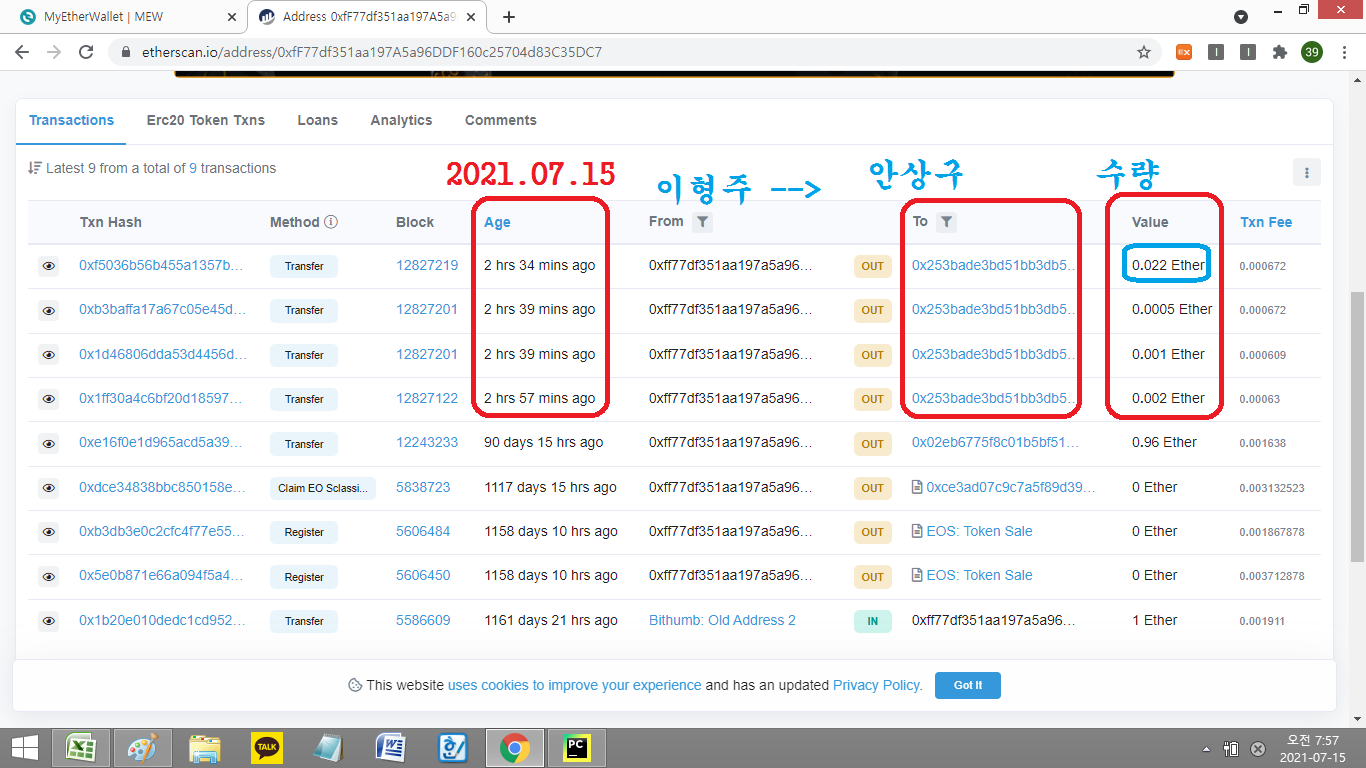 MyEtherWallet | MEW
Address 0xfF77df351aa197A5a9
etherscan.io/address/0xfF77df351aa197A5a96DDF160c25704d83C35DC7
39
Transactions Erc20 Token Txns Loans Analytics Comments
Latest 9 from a total of 9 transactions
2021.07.15
이형주 -->
안상구
수량
Txn Hash Method Block Age From To Value Txn Fee
0xf5036b56b455a1357b... Transfer 12827219 2 hrs 34 mins ago 0xff77df351aa197a5a96... OUT 0x253bade3bd51bb3db5... 0.022 Ether 0.000672
0xb3baffa17a67c05e45d... Transfer 12827201 2 hrs 39 mins ago 0xff77df351aa197a5a96... OUT 0x253bade3bd51bb3db5... 0.0005 Ether 0.000672
0x1d46806dda53d4456d... Transfer 12827201 2 hrs 39 mins ago 0xff77df351aa197a5a96... OUT 0x253bade3bd51bb3db5... 0.001 Ether 0.000609
0x1ff30a4c6bf20d18597... Transfer 12827122 2 hrs 57 mins ago 0xff77df351aa197a5a96... OUT 0x253bade3bd51bb3db5... 0.002 Ether 0.00063
0xe16f0e1d965acd5a39... Transfer 12243233 90 days 15 hrs ago 0xff77df351aa197a5a96... OUT 0x02eb6775f8c01b5bf51... 0.96 Ether 0.001638
0xdce34838bbc850158e... Claim EO Sclassi... 5838723 1117 days 15 hrs ago 0xff77df351aa197a5a96... OUT 0xce3ad07c9c7a5f89d39... 0 Ether 0.003132523
0xb3db3e0c2cfc4f77e55... Register 5606484 1158 days 10 hrs ago 0xff77df351aa197a5a96... OUT EOS: Token Sale 0 Ether 0.001867878
0x5e0b871e66a094f5a4... Register 5606450 1158 days 10 hrs ago 0xff77df351aa197a5a96... OUT EOS: Token Sale 0 Ether 0.003712878
0x1b20e010dedc1cd952... Transfer 5586609 1161 days 21 hrs ago Bithumb: Old Address 2 IN 0xff77df351aa197a5a96... 1 Ether 0.001911
This website uses cookies to improve your experience and has an updated Privacy Policy. Got It
TALK
PC
오전 7:57
2021-07-15